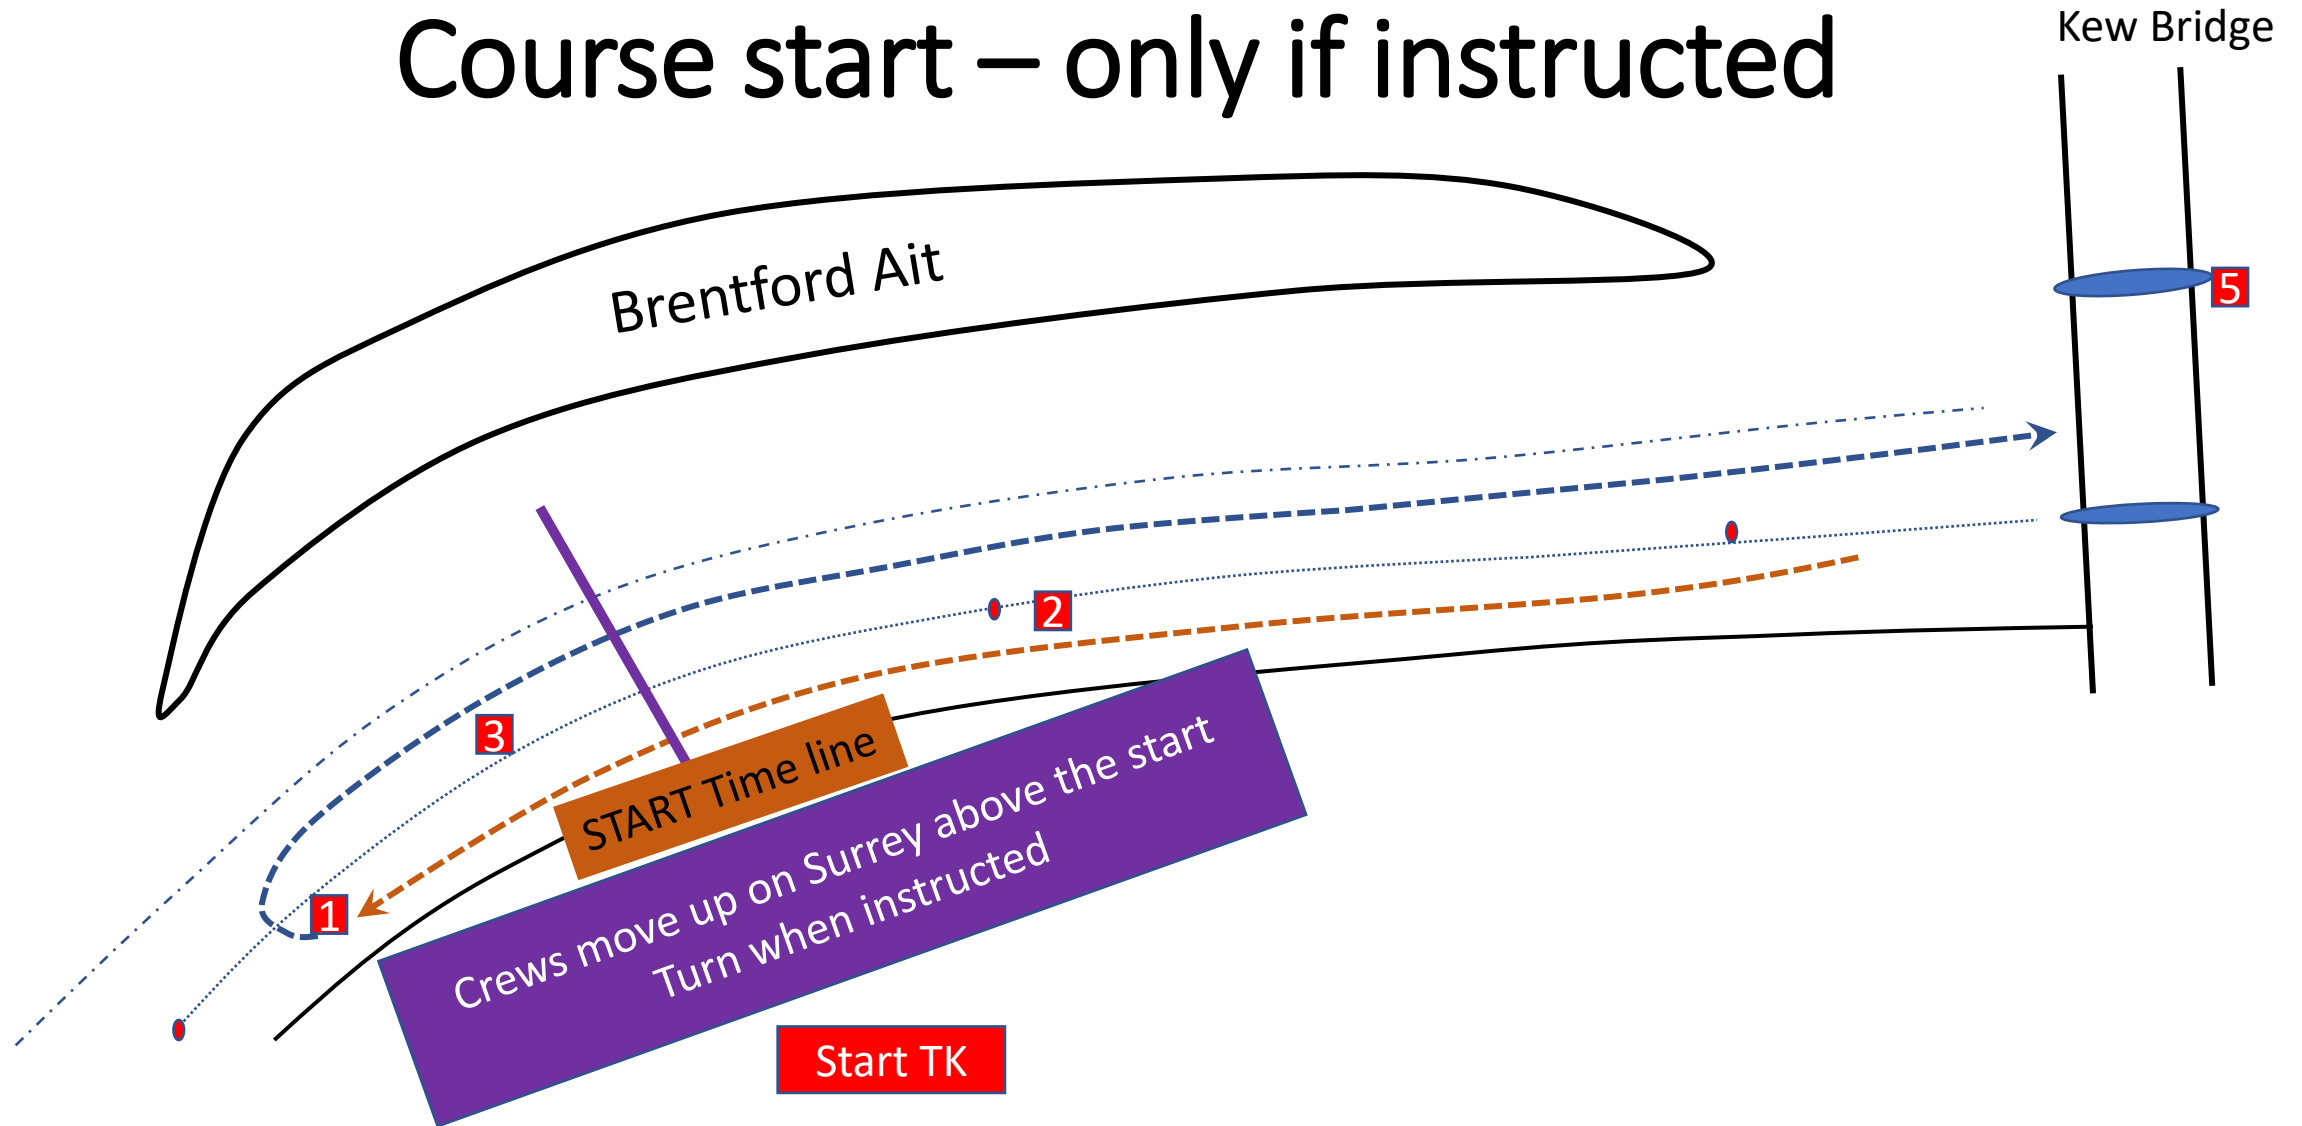 Course start – only if instructed
Kew Bridge
Brentford Ait
5
2
3
START Time line
1
Crews move up on Surrey above the start
Turn when instructed
Start TK